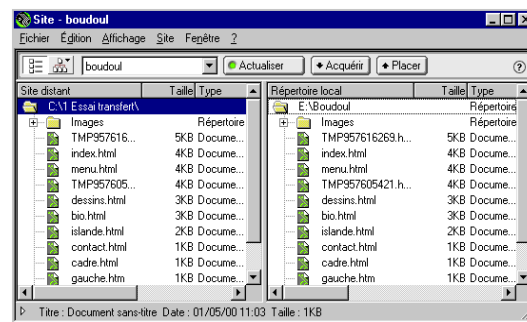 Site - boudoul
Fichier Édition Affichage Site Fenêtre ?
boudoul Actualiser Acquérir Placer ?
Site distant Taille Type Répertoire local Taille Type
C:\1 Essai transfert\ E:\Boudoul Répertoire
Images Répertoire Images Répertoire
TMP957616... 5KB Docume... TMP957616269.h... 5KB Docume...
index.html 4KB Docume... index.html 4KB Docume...
menu.html 4KB Docume... menu.html 4KB Docume...
TMP957605... 4KB Docume... TMP957605421.h... 4KB Docume...
dessins.html 3KB Docume... dessins.html 3KB Docume...
bio.html 3KB Docume... bio.html 3KB Docume...
islande.html 2KB Docume... islande.html 2KB Docume...
contact.html 1KB Docume... contact.html 1KB Docume...
cadre.html 1KB Docume... cadre.html 1KB Docume...
gauche.htm 1KB Docume... gauche.htm 1KB Docume...
Titre : Document sans-titre Date : 01/05/00 11:03 Taille : 1KB